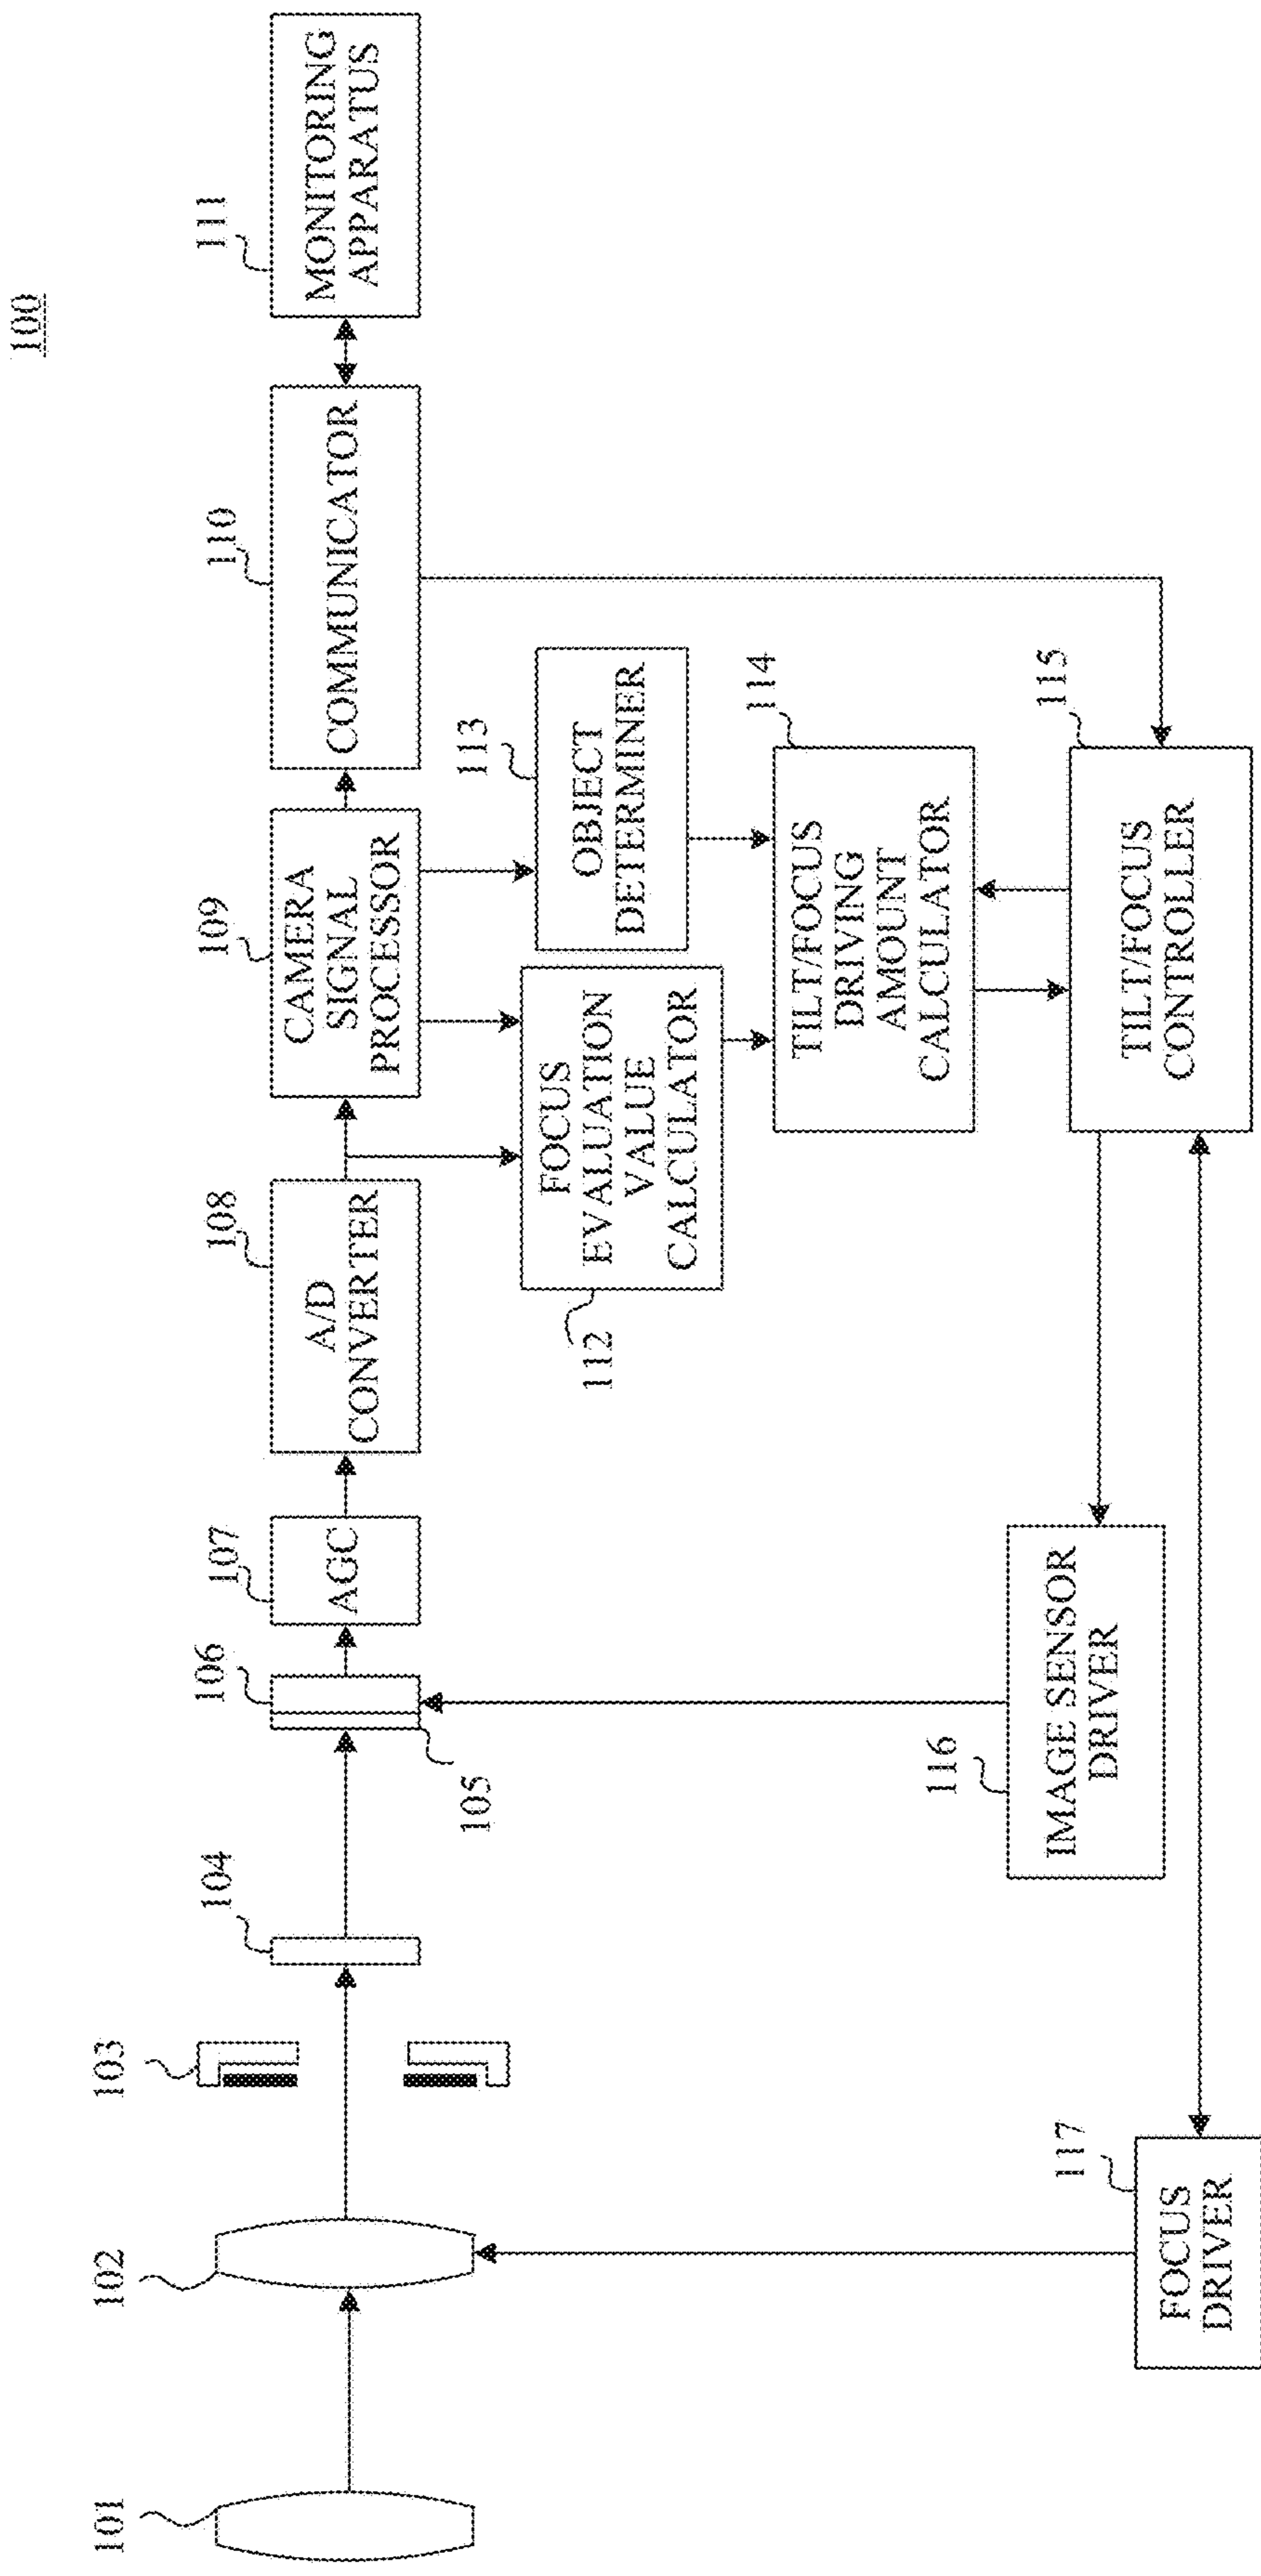 100
101
102
103
104
105
106
107
AGC
108
A/D
CONVERTER
109
CAMERA
SIGNAL
PROCESSOR
110
COMMUNICATOR
111
MONITORING
APPARATUS
112
FOCUS
EVALUATION
VALUE
CALCULATOR
113
OBJECT
DETERMINER
114
TILT/FOCUS
DRIVING
AMOUNT
CALCULATOR
115
TILT/FOCUS
CONTROLLER
116
IMAGE SENSOR
DRIVER
117
FOCUS
DRIVER